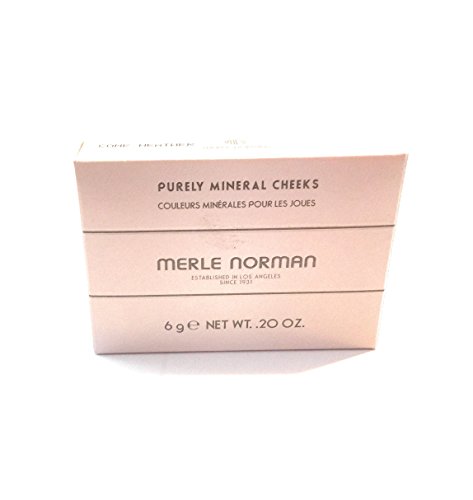 PURELY MINERAL CHEEKS
COULEURS MINÉRALES POUR LES JOUES
MERLE NORMAN
ESTABLISHED IN LOS ANGELES
SINCE 1931
6 g ℮ NET WT. .20 OZ.